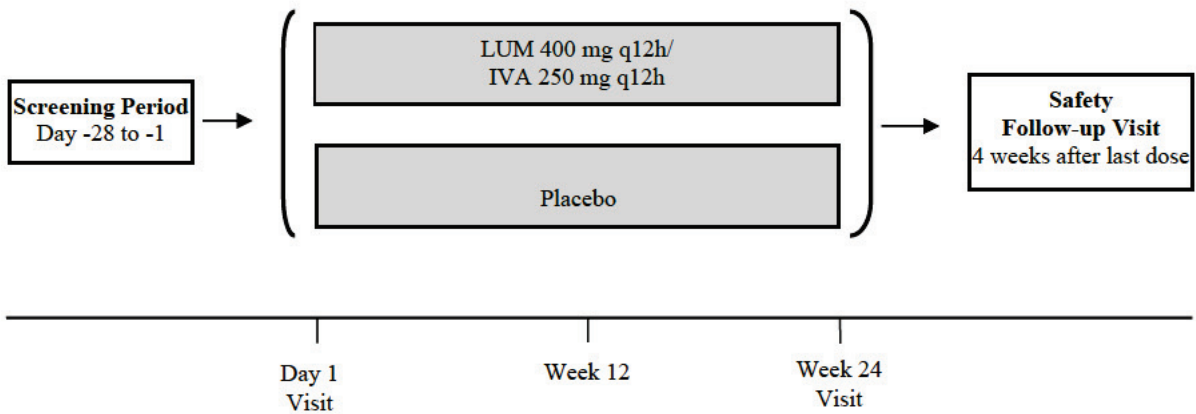 Screening Period
Day -28 to -1
LUM 400 mg q12h/
IVA 250 mg q12h
Placebo
Safety
Follow-up Visit
4 weeks after last dose
Day 1
Visit
Week 12
Week 24
Visit